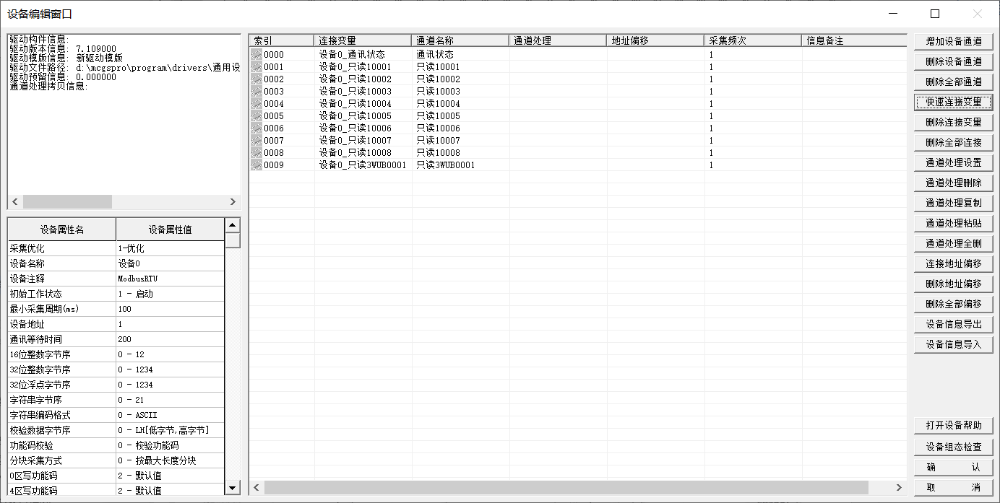 设备编辑窗口
驱动构件信息:
驱动版本信息: 7.109000
驱动模版信息: 新驱动模版
驱动文件路径: d:\mcgspro\program\drivers\通用设
驱动预留信息: 0.000000
通道处理拷贝信息:
设备属性名 设备属性值
采集优化 1-优化
设备名称 设备0
设备注释 ModbusRTU
初始工作状态 1 - 启动
最小采集周期(ms) 100
设备地址 1
通讯等待时间 200
16位整数字节序 0 - 12
32位整数字节序 0 - 1234
32位浮点字节序 0 - 1234
字符串字节序 0 - 21
字符串编码格式 0 - ASCII
校验数据字节序 0 - LH[低字节,高字节]
功能码校验 0 - 校验功能码
分块采集方式 0 - 按最大长度分块
0区写功能码 2 - 默认值
4区写功能码 2 - 默认值
索引 连接变量 通道名称 通道处理 地址偏移 采集频次 信息备注
0000 设备0_通讯状态 通讯状态 1
0001 设备0_只读10001 只读10001 1
0002 设备0_只读10002 只读10002 1
0003 设备0_只读10003 只读10003 1
0004 设备0_只读10004 只读10004 1
0005 设备0_只读10005 只读10005 1
0006 设备0_只读10006 只读10006 1
0007 设备0_只读10007 只读10007 1
0008 设备0_只读10008 只读10008 1
0009 设备0_只读3WUB0001 只读3WUB0001 1
增加设备通道
删除设备通道
删除全部通道
快速连接变量
删除连接变量
删除全部连接
通道处理设置
通道处理删除
通道处理复制
通道处理粘贴
通道处理全删
连接地址偏移
删除地址偏移
删除全部偏移
设备信息导出
设备信息导入
打开设备帮助
设备组态检查
确 认
取 消